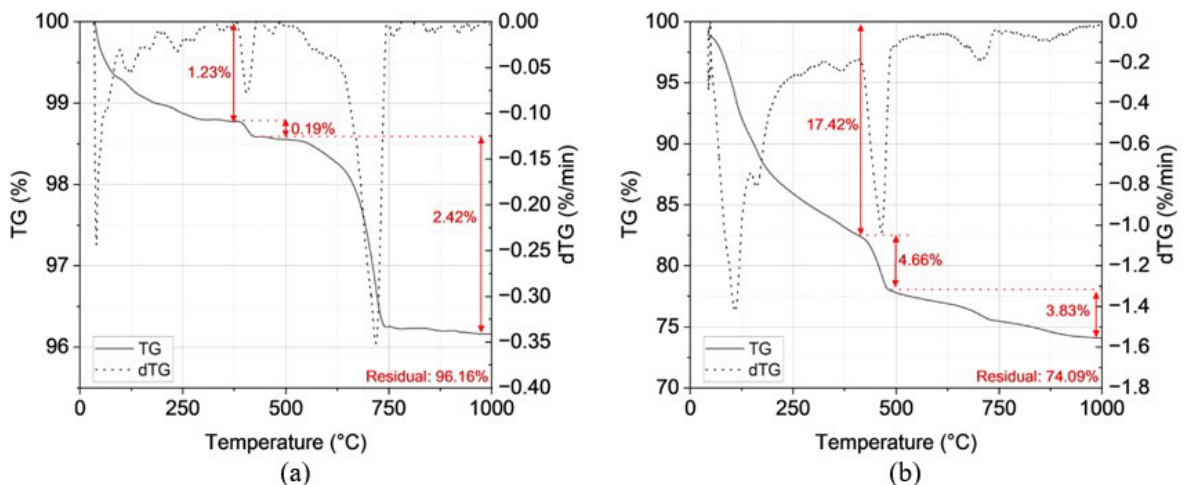 100
99
98
97
96
TG (%)
0.00
−0.05
−0.10
−0.15
−0.20
−0.25
−0.30
−0.35
−0.40
dTG (%/min)
1.23%
0.19%
2.42%
TG
dTG
Residual: 96.16%
0 250 500 750 1000
Temperature (°C)
(a)
100
95
90
85
80
75
70
TG (%)
0.0
−0.2
−0.4
−0.6
−0.8
−1.0
−1.2
−1.4
−1.6
−1.8
dTG (%/min)
17.42%
4.66%
3.83%
TG
dTG
Residual: 74.09%
0 250 500 750 1000
Temperature (°C)
(b)